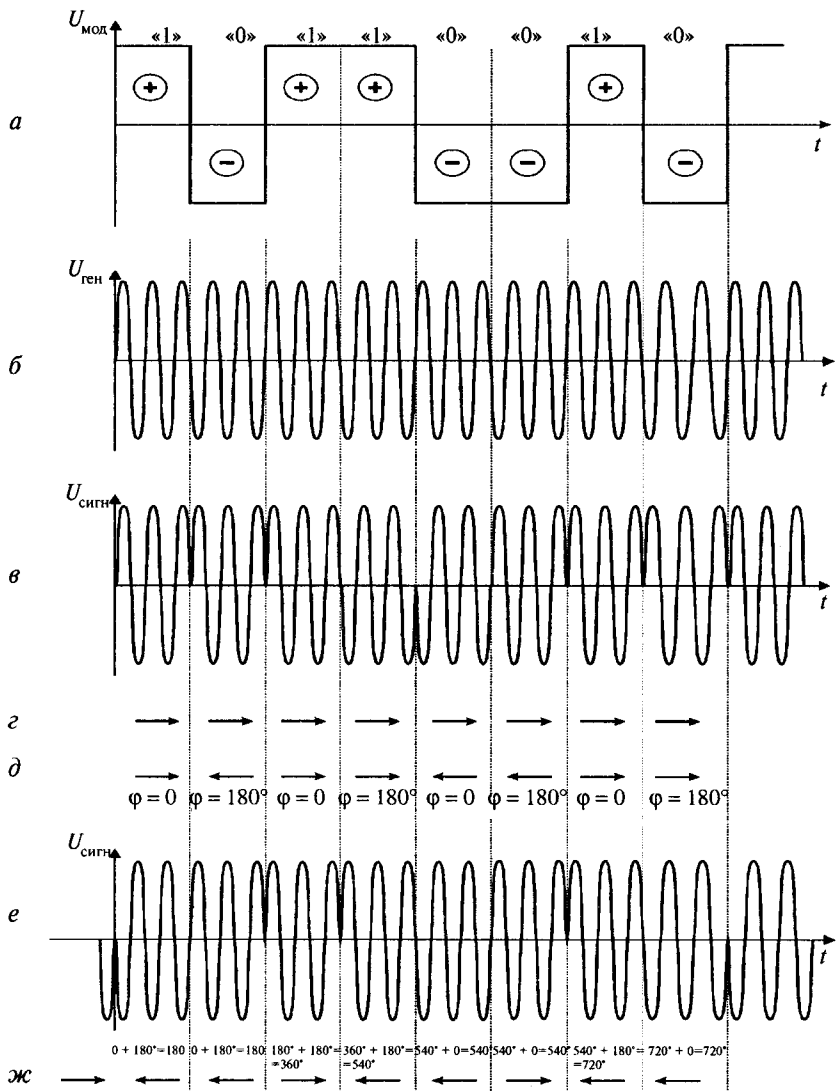 U мод
«1» «0» «1» «1» «0» «0» «1» «0»
+ + + +
а
t
− − − −
U ген
б
t
U сигн
в
t
г
д
φ = 0 φ = 180° φ = 0 φ = 180° φ = 0 φ = 180° φ = 0 φ = 180°
U сигн
е
t
0 + 180°=180 0 + 180°=180 180° + 180°= 360° + 180°=540° + 0=540° 540° + 0=540° 540° + 180°= 720° + 0=720°
=360° =540° =720°
ж